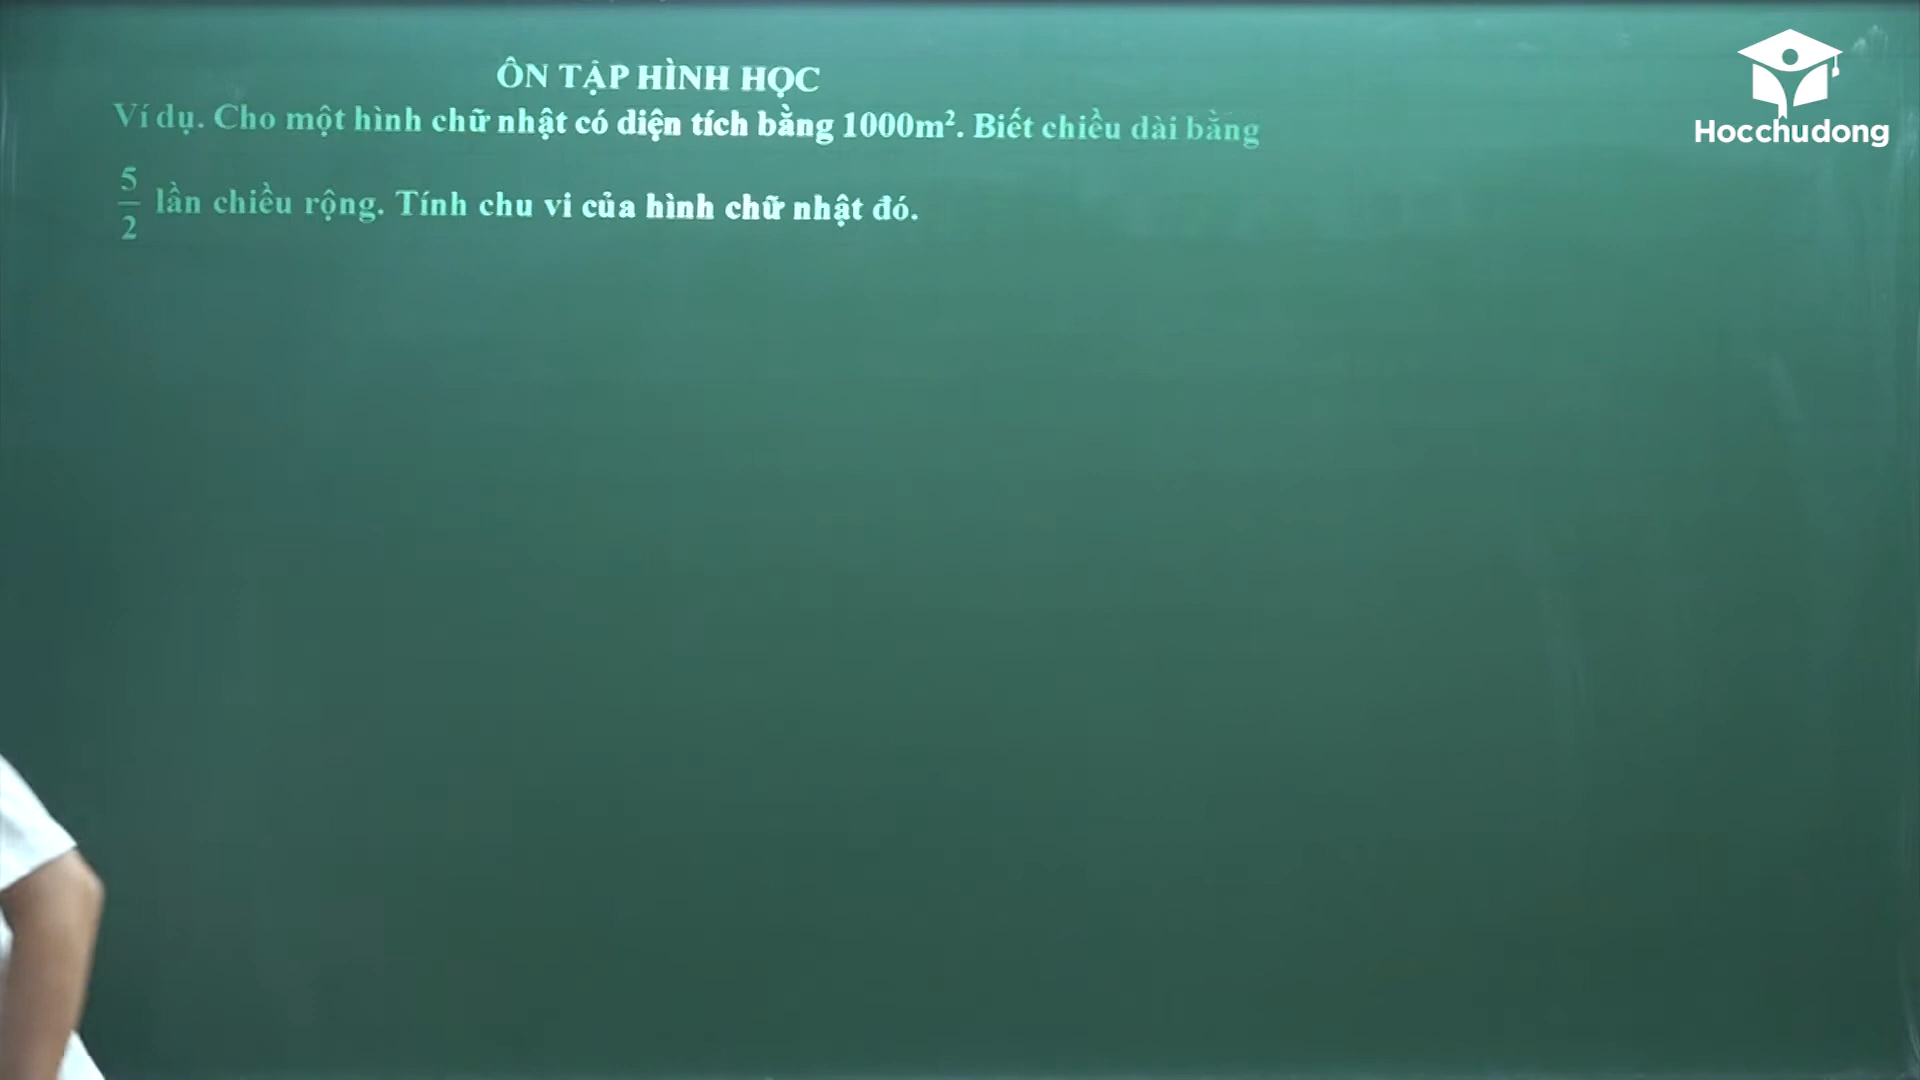 Hocchudong
ÔN TẬP HÌNH HỌC
Ví dụ. Cho một hình chữ nhật có diện tích bằng 1000m². Biết chiều dài bằng
5/2 lần chiều rộng. Tính chu vi của hình chữ nhật đó.